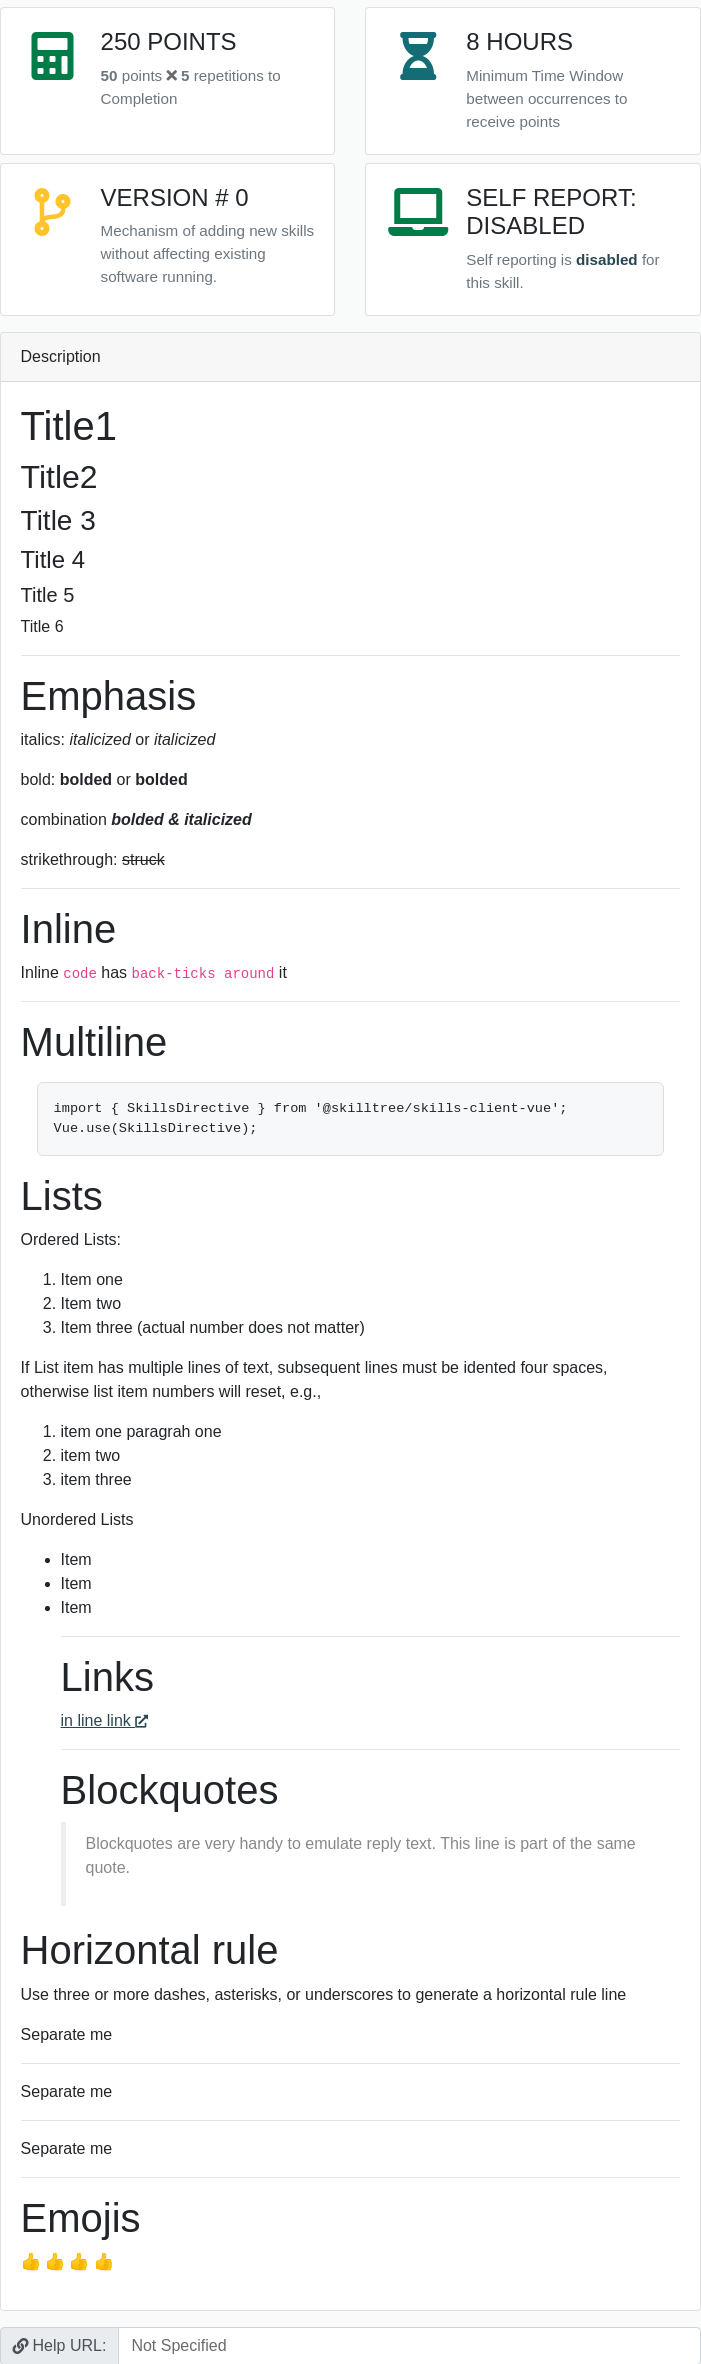 250 POINTS
50 points ✖ 5 repetitions to
Completion
8 HOURS
Minimum Time Window
between occurrences to
receive points
VERSION # 0
Mechanism of adding new skills
without affecting existing
software running.
SELF REPORT:
DISABLED
Self reporting is disabled for
this skill.
Description
Title1
Title2
Title 3
Title 4
Title 5
Title 6
Emphasis
italics: italicized or italicized
bold: bolded or bolded
combination bolded & italicized
strikethrough: struck
Inline
Inline code has back-ticks around it
Multiline
import { SkillsDirective } from '@skilltree/skills-client-vue';
Vue.use(SkillsDirective);
Lists
Ordered Lists:
1. Item one
2. Item two
3. Item three (actual number does not matter)
If List item has multiple lines of text, subsequent lines must be idented four spaces,
otherwise list item numbers will reset, e.g.,
1. item one paragrah one
2. item two
3. item three
Unordered Lists
• Item
• Item
• Item
Links
in line link
Blockquotes
Blockquotes are very handy to emulate reply text. This line is part of the same
quote.
Horizontal rule
Use three or more dashes, asterisks, or underscores to generate a horizontal rule line
Separate me
Separate me
Separate me
Emojis
👍 👍 👍 👍
Help URL: Not Specified